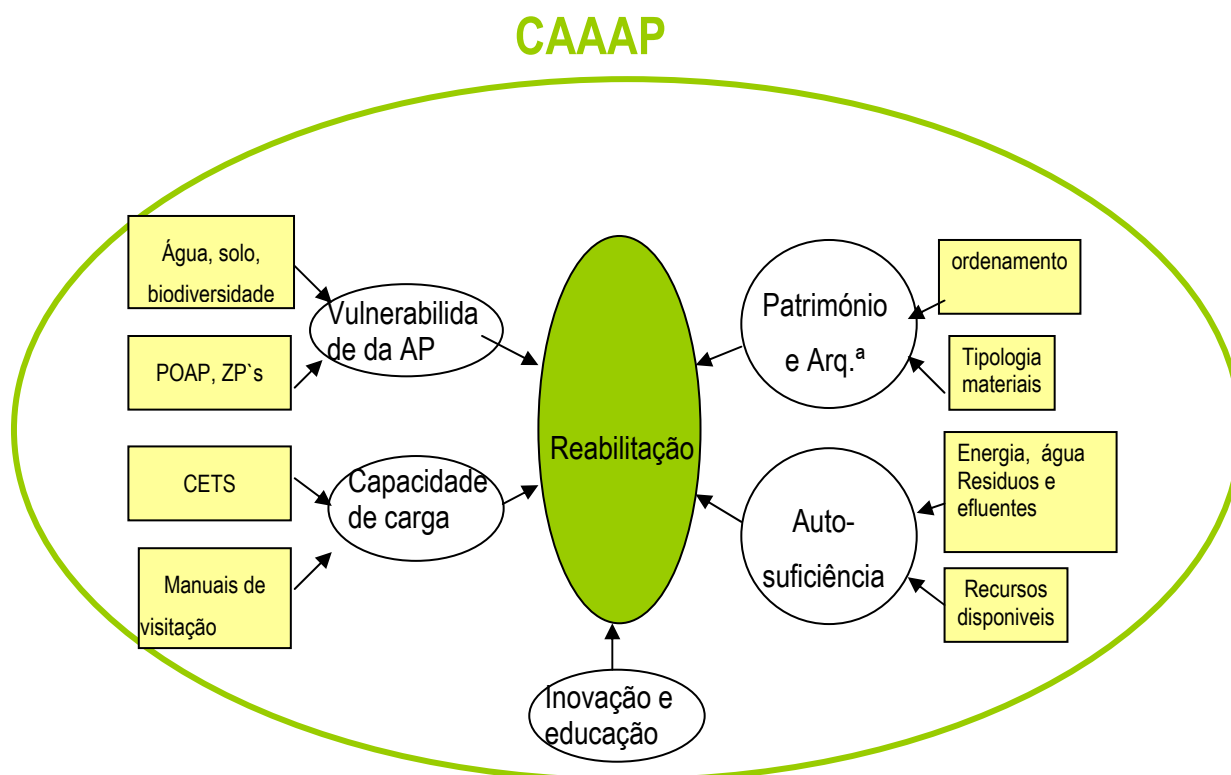 CAAAP
Água, solo,
biodiversidade
POAP, ZP`s
CETS
Manuais de
visitação
Vulnerabilida
de da AP
Capacidade
de carga
Reabilitação
Inovação e
educação
Património
e Arq.ª
Auto-
suficiência
ordenamento
Tipologia
materiais
Energia, água
Residuos e
efluentes
Recursos
disponiveis